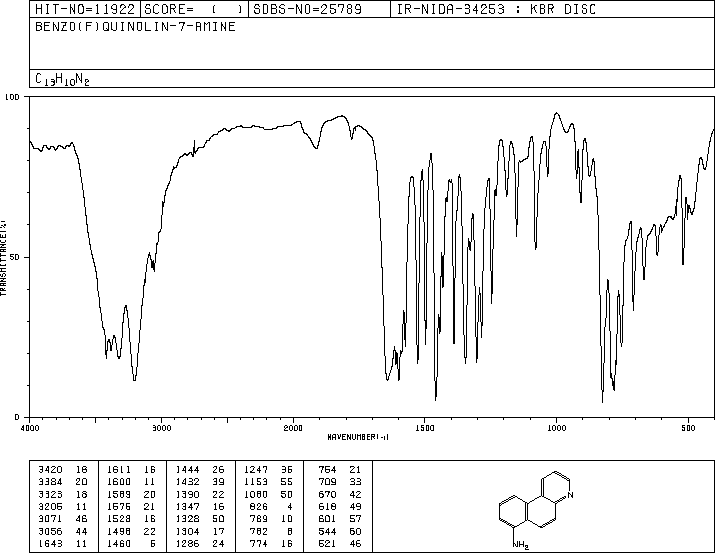 HIT-NO=11922 SCORE= ( ) SDBS-NO=25789 IR-NIDA-34253 : KBR DISC
BENZO(F)QUINOLIN-7-AMINE
C13H10N2
100
TRANSMITTANCE(%)
50
0
4000 3000 2000 1500 1000 500
WAVENUMBER(-1)
3420 18 1611 16 1444 26 1247 35 754 21
3384 20 1600 11 1432 39 1153 55 709 33
3323 18 1589 20 1390 22 1080 50 670 42
3205 11 1576 21 1347 16 826 4 618 49
3071 46 1528 16 1328 50 789 10 601 57
3056 44 1498 22 1304 17 782 8 544 60
1643 11 1460 5 1286 24 774 16 521 46
N
NH2